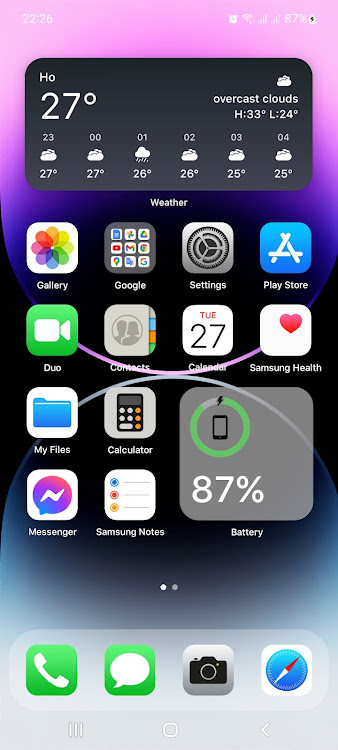 22:26
87%
Ho
27°
overcast clouds
H:33° L:24°
23 00 01 02 03 04
27° 27° 26° 26° 25° 25°
Weather
Gallery Google Settings Play Store
TUE
27
Duo Contacts Calendar Samsung Health
My Files Calculator
87%
Messenger Samsung Notes Battery